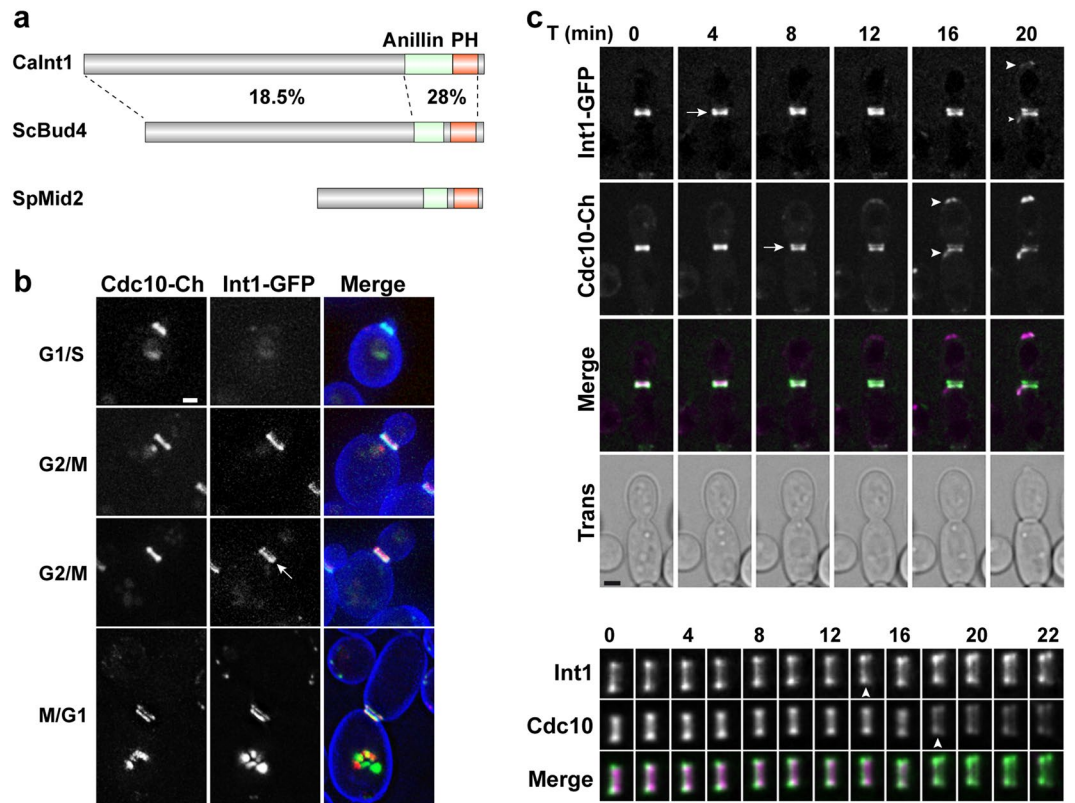 a
Anillin PH
CaInt1
18.5% 28%
ScBud4
SpMid2
b
Cdc10-Ch Int1-GFP Merge
G1/S
G2/M
G2/M
M/G1
c
T (min) 0 4 8 12 16 20
Int1-GFP
Cdc10-Ch
Merge
Trans
0 4 8 12 16 20 22
Int1
Cdc10
Merge